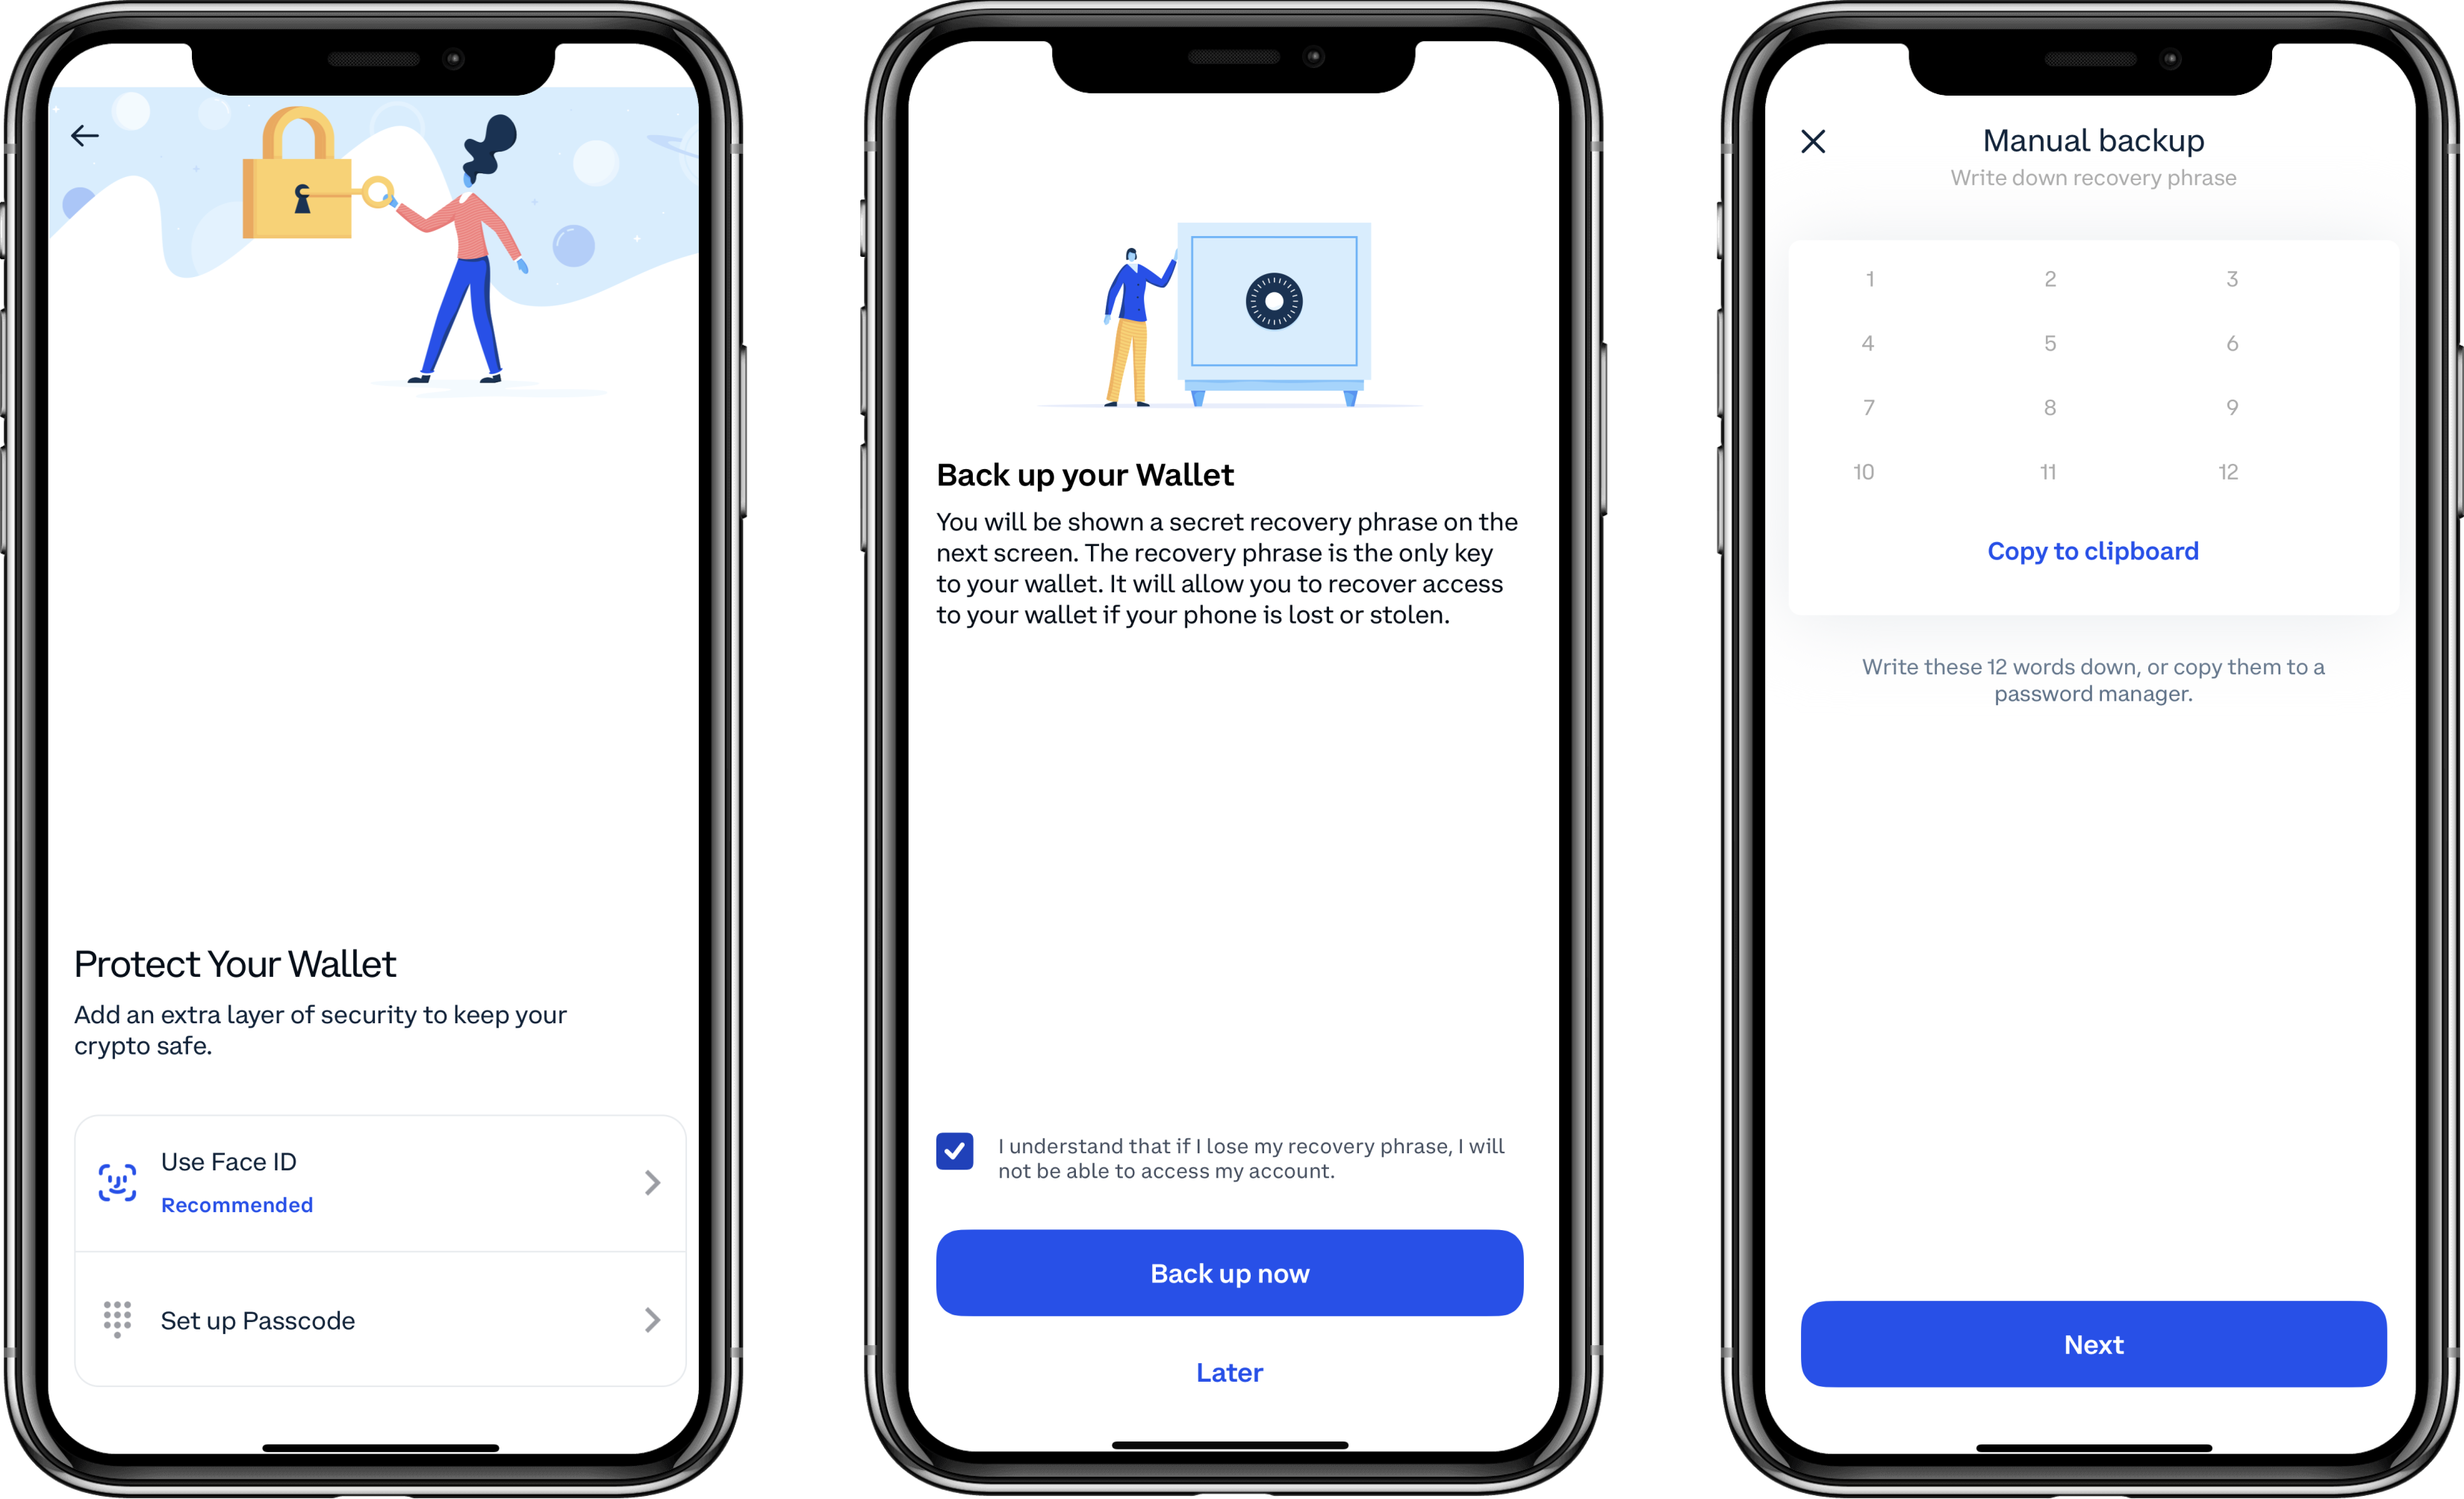 Protect Your Wallet
Add an extra layer of security to keep your
crypto safe.
Use Face ID
Recommended
Set up Passcode
Back up your Wallet
You will be shown a secret recovery phrase on the
next screen. The recovery phrase is the only key
to your wallet. It will allow you to recover access
to your wallet if your phone is lost or stolen.
I understand that if I lose my recovery phrase, I will
not be able to access my account.
Back up now
Later
Manual backup
Write down recovery phrase
1 2 3
4 5 6
7 8 9
10 11 12
Copy to clipboard
Write these 12 words down, or copy them to a
password manager.
Next